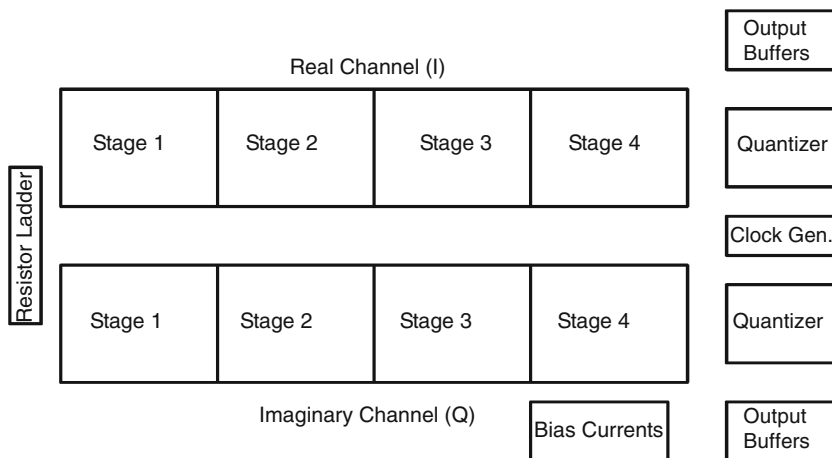 Output
Buffers
Real Channel (I)
Stage 1
Stage 2
Stage 3
Stage 4
Quantizer
Resistor Ladder
Clock Gen.
Stage 1
Stage 2
Stage 3
Stage 4
Quantizer
Imaginary Channel (Q)
Bias Currents
Output
Buffers